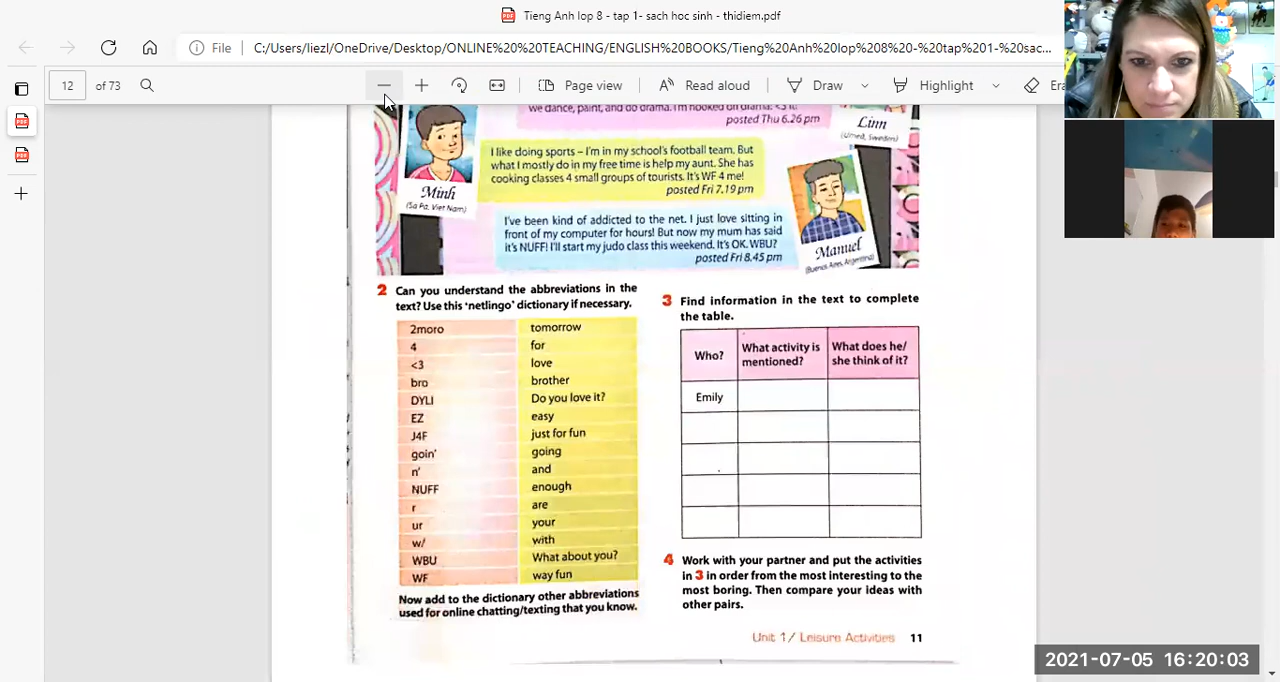 Tieng Anh lop 8 - tap 1- sach hoc sinh - thidiem.pdf
File
C:/Users/liezl/OneDrive/Desktop/ONLINE%20%20TEACHING/ENGLISH%20BOOKS/Tieng%20Anh%20lop%208%20-%20tap%201-%20sac...
12 of 73
Page view
Read aloud
Draw
Highlight
Era
we dance, paint, and do drama. I'm hooked on drama. <3 it!
posted Thu 6.26 pm
Linn
(Umeå, Sweden)
I like doing sports – I'm in my school's football team. But
what I mostly do in my free time is help my aunt. She has
cooking classes 4 small groups of tourists. It's WF 4 me!
posted Fri 7.19 pm
Minh
(Sa Pa, Viet Nam)
I've been kind of addicted to the net. I just love sitting in
front of my computer for hours! But now my mum has said
it's NUFF! I'll start my judo class this weekend. It's OK. WBU?
posted Fri 8.45 pm
Manuel
(Buenos Aires, Argentina)
2 Can you understand the abbreviations in the
text? Use this 'netlingo' dictionary if necessary.
2moro tomorrow
4 for
<3 love
bro brother
DYLI Do you love it?
EZ easy
J4F just for fun
goin' going
n' and
NUFF enough
r are
ur your
w/ with
WBU What about you?
WF way fun
Now add to the dictionary other abbreviations
used for online chatting/texting that you know.
3 Find information in the text to complete
the table.
Who?
What activity is
mentioned?
What does he/
she think of it?
Emily
4 Work with your partner and put the activities
in 3 in order from the most interesting to the
most boring. Then compare your ideas with
other pairs.
Unit 1/ Leisure Activities 11
2021-07-05 16:20:03